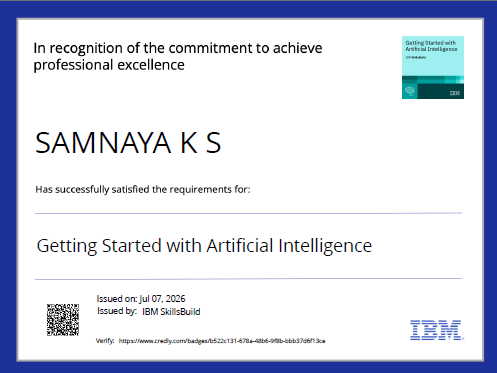 In recognition of the commitment to achieve
professional excellence
Getting Started with
Artificial Intelligence
IBM
SAMNAYA K S
Has successfully satisfied the requirements for:
Getting Started with Artificial Intelligence
Issued on: Jul 07, 2026
Issued by: IBM SkillsBuild
Verify: https://www.credly.com/badges/b522c131-678a-48b6-9f8b-bbb37d6f13ce
IBM